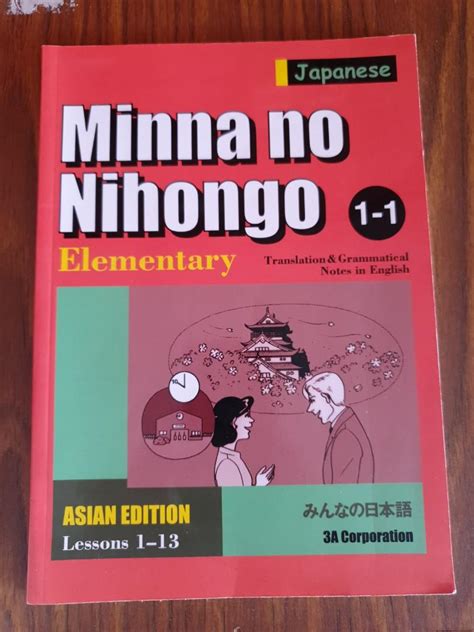 Japanese
Minna no
Nihongo
1-1
Elementary
Translation & Grammatical
Notes in English
ASIAN EDITION
Lessons 1–13
みんなの日本語
3A Corporation